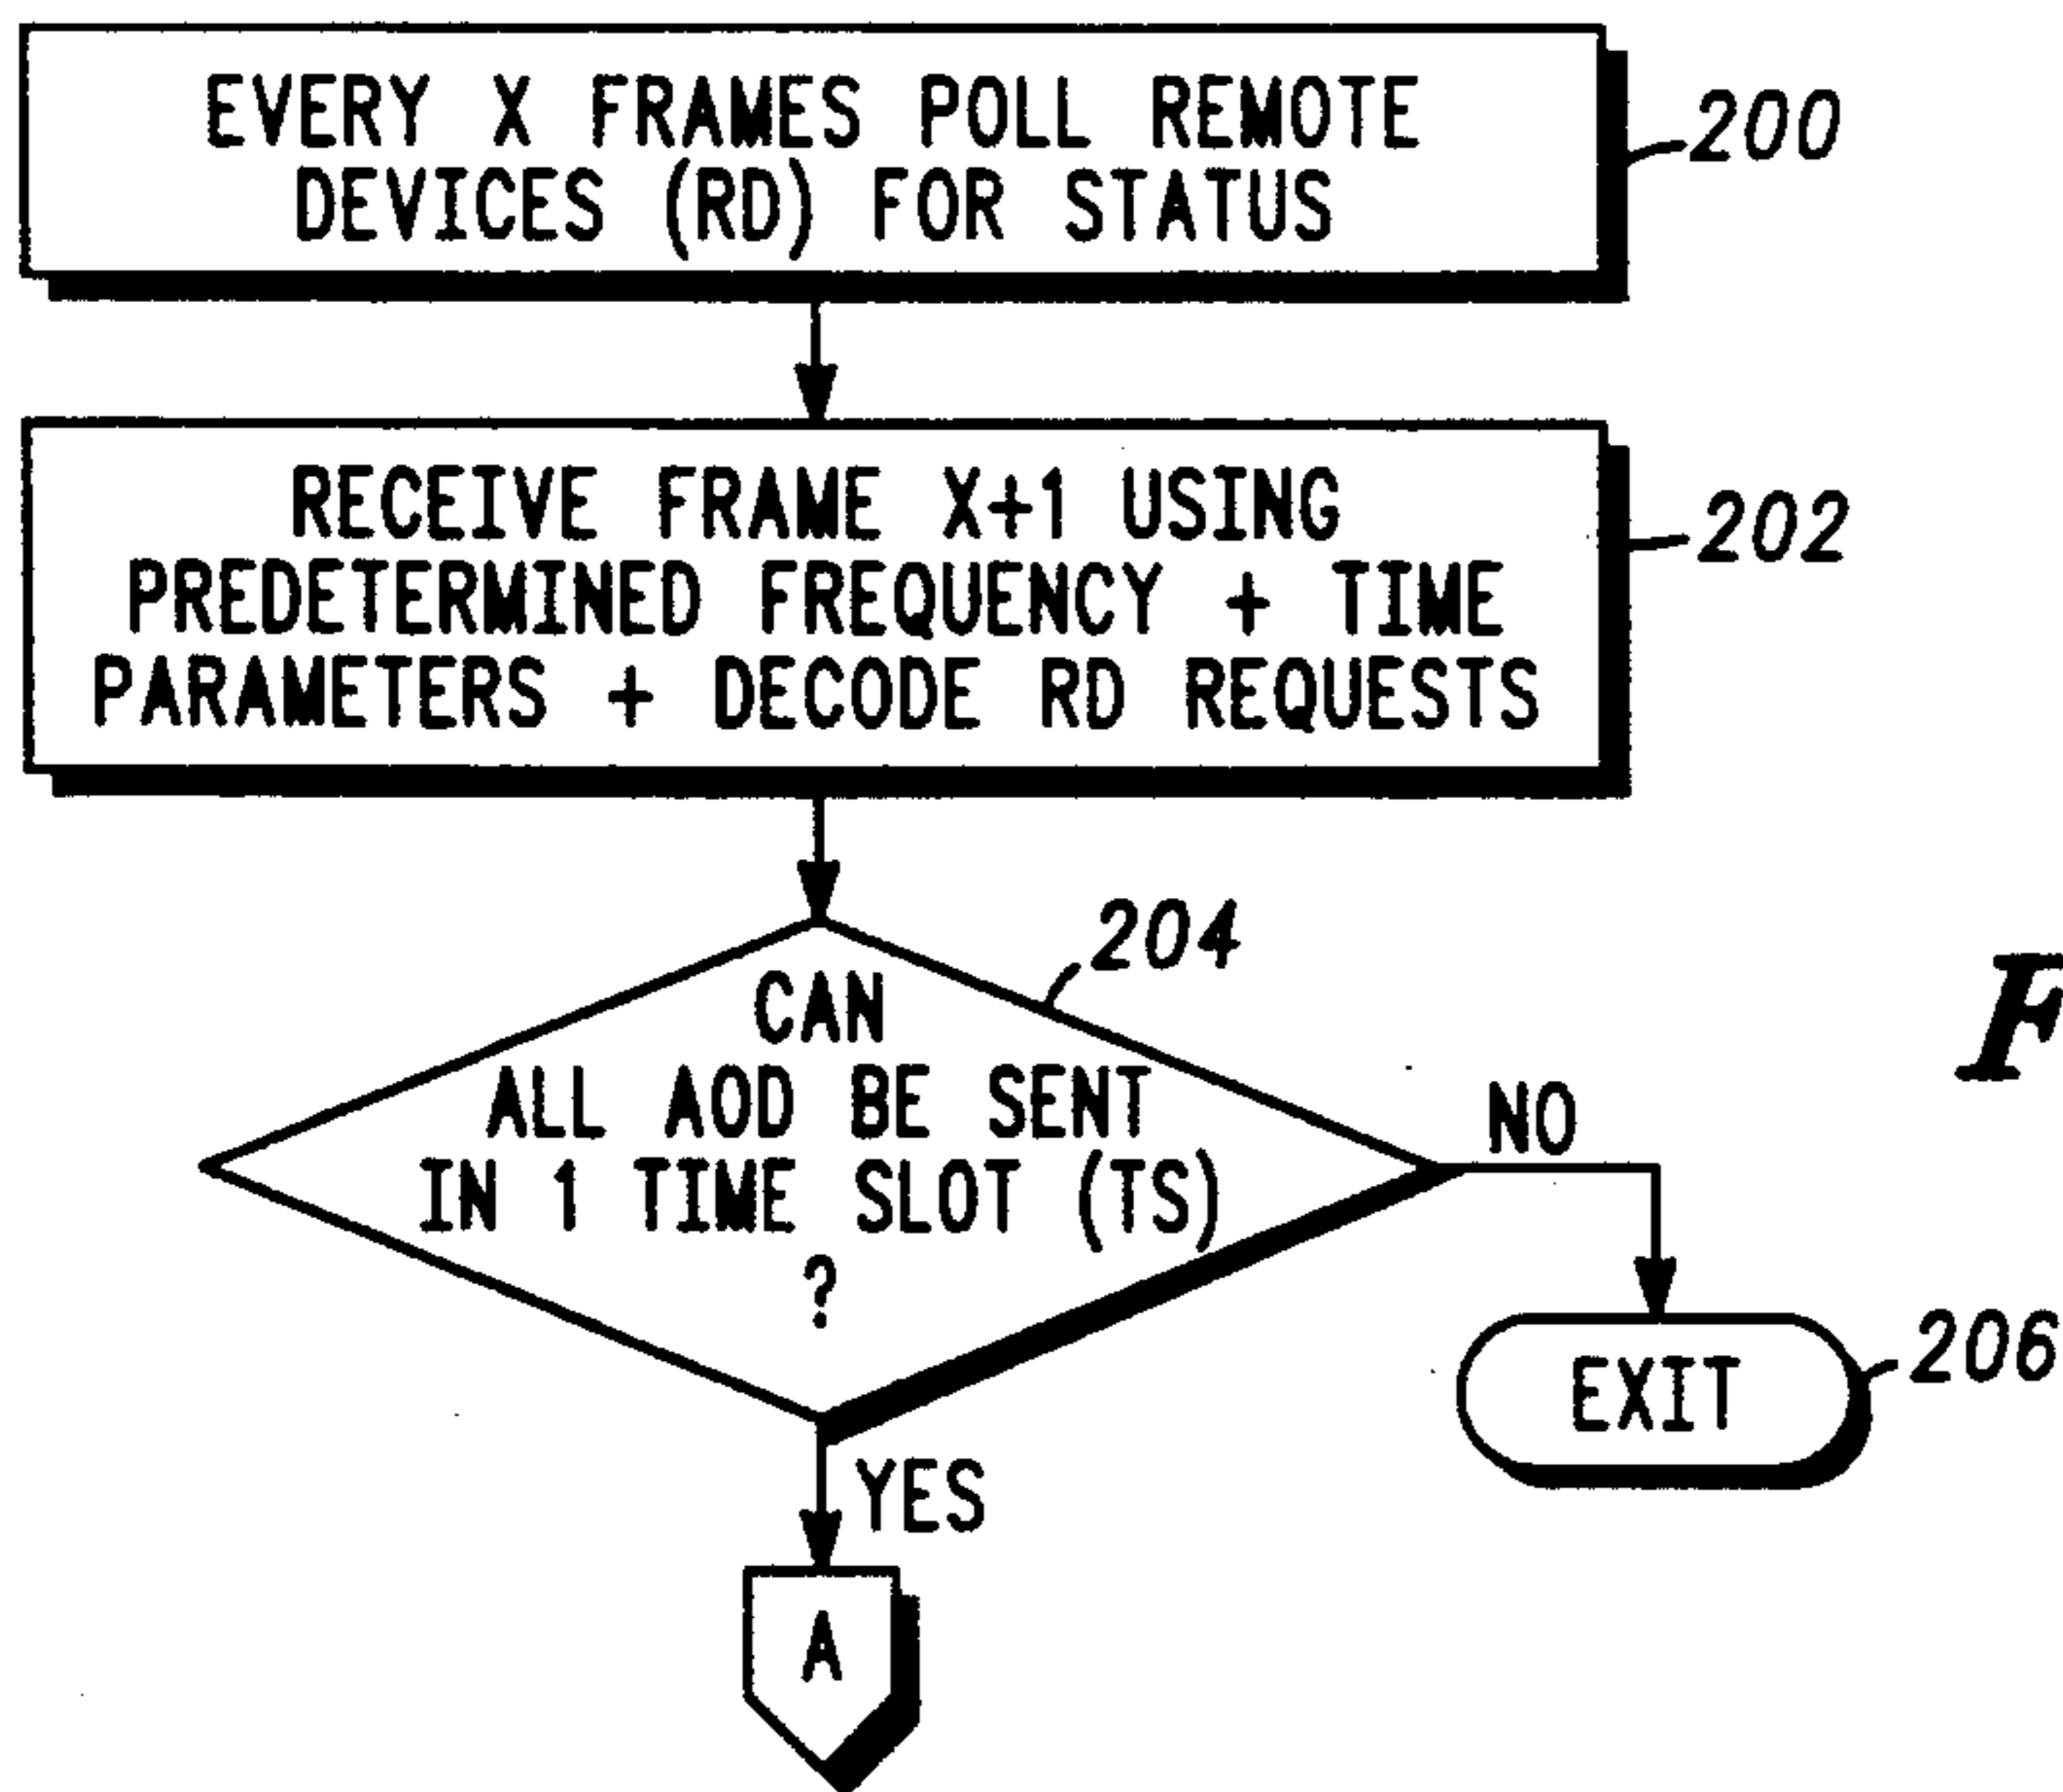 EVERY X FRAMES POLL REMOTE
DEVICES (RD) FOR STATUS
200
RECEIVE FRAME X+1 USING
PREDETERMINED FREQUENCY + TIME
PARAMETERS + DECODE RD REQUESTS
202
204
CAN
ALL AOD BE SENT
IN 1 TIME SLOT (TS)
?
NO
F
EXIT
206
YES
A